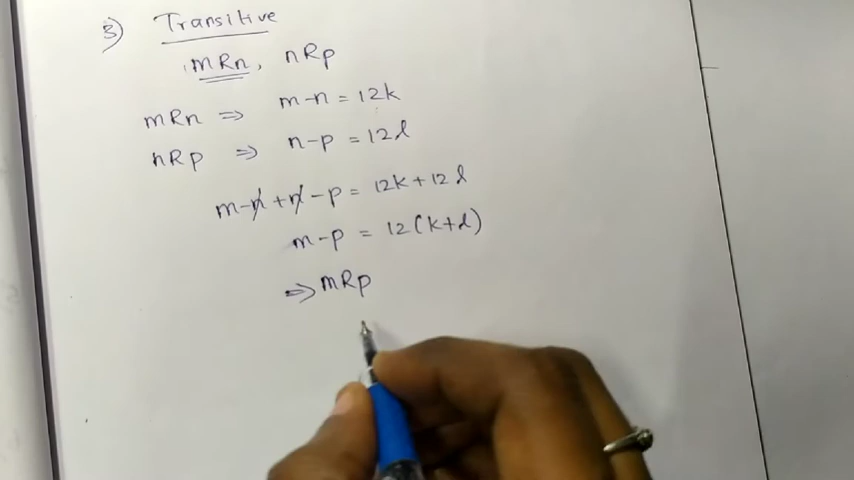 3) Transitive
mRn, nRp
mRn ⇒ m-n = 12k
nRp ⇒ n-p = 12l
m-n+n-p = 12k+12l
m-p = 12(k+l)
⇒ mRp